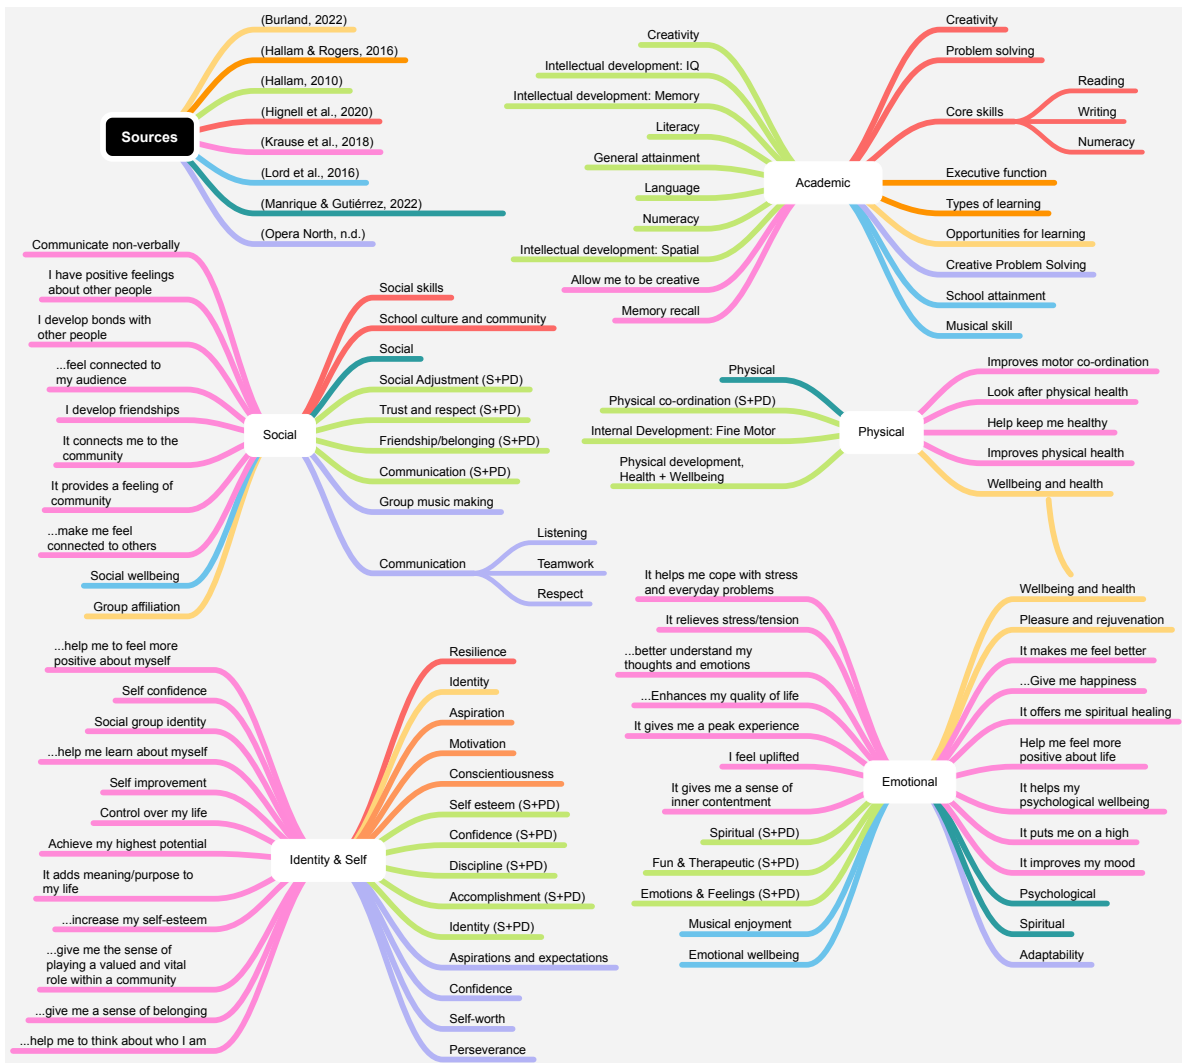 Sources
(Burland, 2022)
(Hallam & Rogers, 2016)
(Hallam, 2010)
(Hignell et al., 2020)
(Krause et al., 2018)
(Lord et al., 2016)
(Manrique & Gutiérrez, 2022)
(Opera North, n.d.)
Academic
Creativity
Intellectual development: IQ
Intellectual development: Memory
Literacy
General attainment
Language
Numeracy
Intellectual development: Spatial
Allow me to be creative
Memory recall
Creativity
Problem solving
Core skills
Reading
Writing
Numeracy
Executive function
Types of learning
Opportunities for learning
Creative Problem Solving
School attainment
Musical skill
Social
Communicate non-verbally
I have positive feelings
about other people
I develop bonds with
other people
...feel connected to
my audience
I develop friendships
It connects me to the
community
It provides a feeling of
community
...make me feel
connected to others
Social wellbeing
Group affiliation
Social skills
School culture and community
Social
Social Adjustment (S+PD)
Trust and respect (S+PD)
Friendship/belonging (S+PD)
Communication (S+PD)
Group music making
Communication
Listening
Teamwork
Respect
Physical
Physical
Physical co-ordination (S+PD)
Internal Development: Fine Motor
Physical development,
Health + Wellbeing
Improves motor co-ordination
Look after physical health
Help keep me healthy
Improves physical health
Wellbeing and health
Identity & Self
...help me to feel more
positive about myself
Self confidence
Social group identity
...help me learn about myself
Self improvement
Control over my life
Achieve my highest potential
It adds meaning/purpose to
my life
...increase my self-esteem
...give me the sense of
playing a valued and vital
role within a community
...give me a sense of belonging
...help me to think about who I am
Resilience
Identity
Aspiration
Motivation
Conscientiousness
Self esteem (S+PD)
Confidence (S+PD)
Discipline (S+PD)
Accomplishment (S+PD)
Identity (S+PD)
Aspirations and expectations
Confidence
Self-worth
Perseverance
Emotional
It helps me cope with stress
and everyday problems
It relieves stress/tension
...better understand my
thoughts and emotions
...Enhances my quality of life
It gives me a peak experience
I feel uplifted
It gives me a sense of
inner contentment
Spiritual (S+PD)
Fun & Therapeutic (S+PD)
Emotions & Feelings (S+PD)
Musical enjoyment
Emotional wellbeing
Wellbeing and health
Pleasure and rejuvenation
It makes me feel better
...Give me happiness
It offers me spiritual healing
Help me feel more
positive about life
It helps my
psychological wellbeing
It puts me on a high
It improves my mood
Psychological
Spiritual
Adaptability